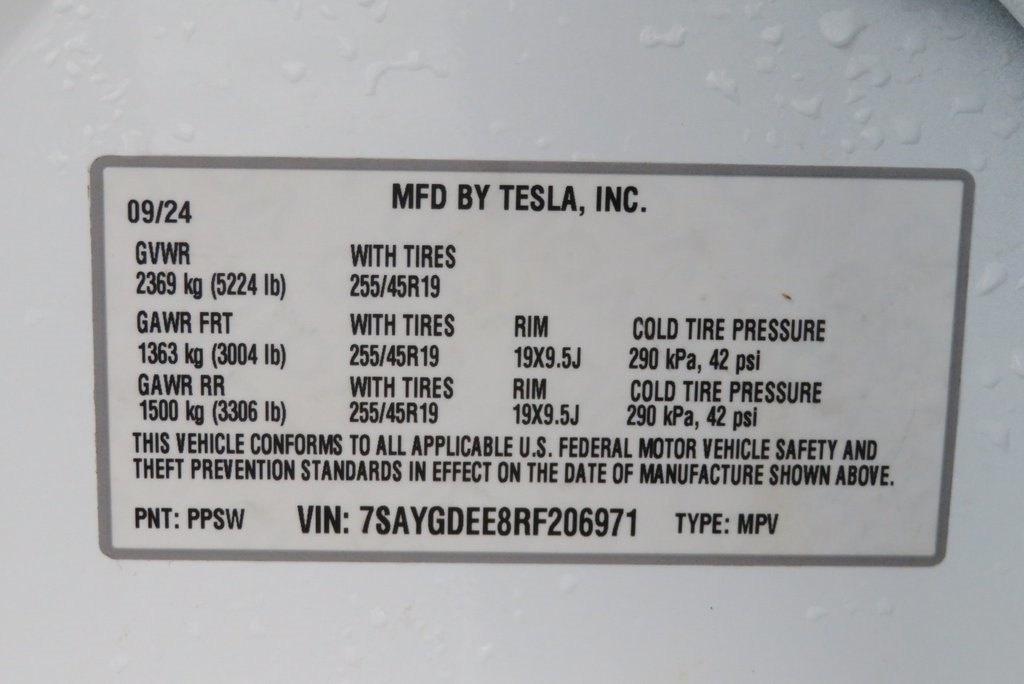 MFD BY TESLA, INC.
09/24
GVWR WITH TIRES
2369 kg (5224 lb) 255/45R19
GAWR FRT WITH TIRES RIM COLD TIRE PRESSURE
1363 kg (3004 lb) 255/45R19 19X9.5J 290 kPa, 42 psi
GAWR RR WITH TIRES RIM COLD TIRE PRESSURE
1500 kg (3306 lb) 255/45R19 19X9.5J 290 kPa, 42 psi
THIS VEHICLE CONFORMS TO ALL APPLICABLE U.S. FEDERAL MOTOR VEHICLE SAFETY AND
THEFT PREVENTION STANDARDS IN EFFECT ON THE DATE OF MANUFACTURE SHOWN ABOVE.
PNT: PPSW VIN: 7SAYGDEE8RF206971 TYPE: MPV